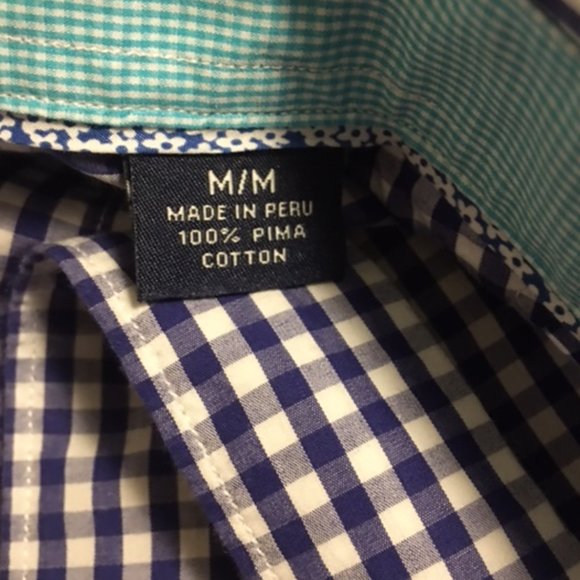 M/M
MADE IN PERU
100% PIMA
COTTON